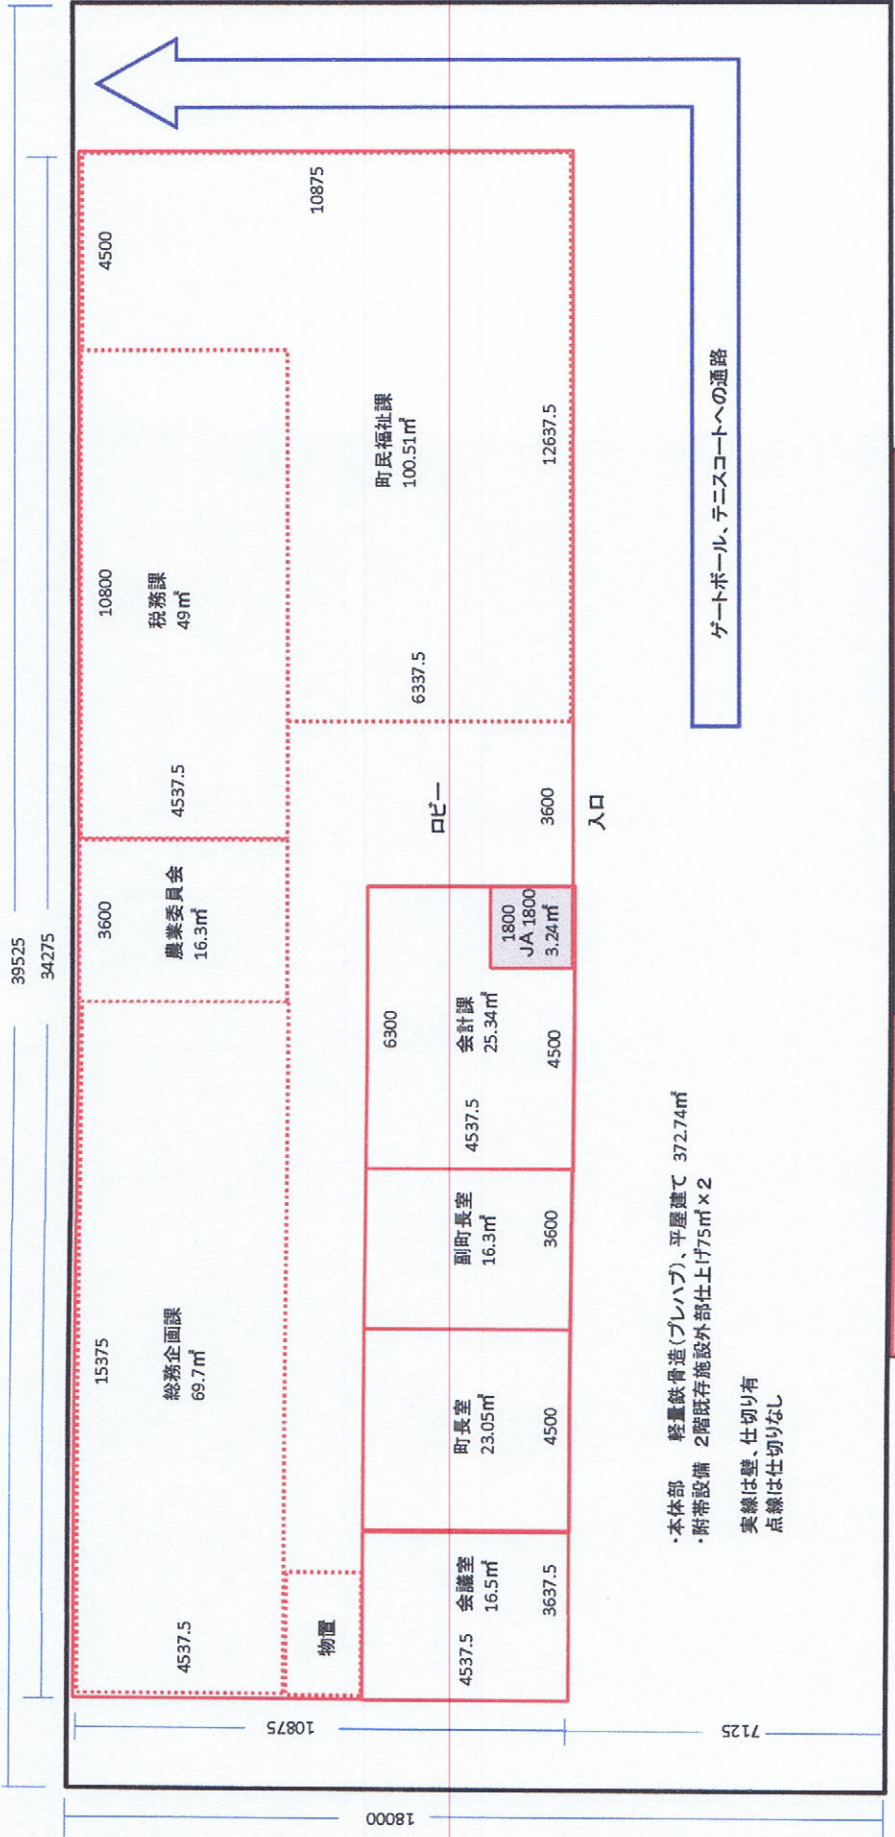 39525
34275
15375
3600
10800
4500
総務企画課
69.7㎡
4537.5
農業委員会
16.3㎡
税務課
49㎡
4537.5
10875
物置
町民福祉課
100.51㎡
6337.5
12637.5
ロビー
3600
入口
会議室
16.5㎡
4537.5
3637.5
町長室
23.05㎡
4500
副町長室
16.3㎡
3600
6300
会計課
25.34㎡
4537.5
4500
1800
JA 1800
3.24㎡
10875
7125
18000
ゲートボール、テニスコートへの通路
・本体部 軽量鉄骨造(プレハブ)、平屋建て 372.74㎡
・附帯設備 2階既存施設外部仕上げ75㎡×2
実線は壁、仕切り有
点線は仕切りなし